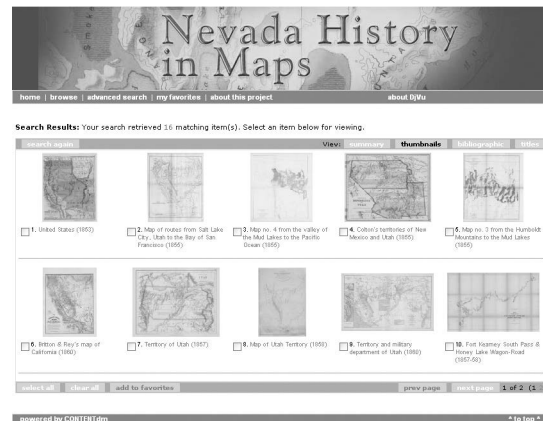 Nevada History
in Maps
home | browse | advanced search | my favorites | about this project about DjVu
Search Results: Your search retrieved 16 matching item(s). Select an item below for viewing.
search again View: summary thumbnails bibliographic titles
1. United States (1853)
2. Map of routes from Salt Lake
City, Utah to the Bay of San
Francisco (1855)
3. Map no. 4 from the valley of
the Mud Lakes to the Pacific
Ocean (1855)
4. Colton's territories of New
Mexico and Utah (1855)
5. Map no. 3 from the Humboldt
Mountains to the Mud Lakes
(1855)
6. Britton & Rey's map of
California (1860)
7. Territory of Utah (1857)
8. Map of Utah Territory (1858)
9. Territory and military
department of Utah (1860)
10. Fort Kearney South Pass &
Honey Lake Wagon-Road
(1857-58)
select all clear all add to favorites prev page next page 1 of 2 (1
powered by CONTENTdm ^ to top ^